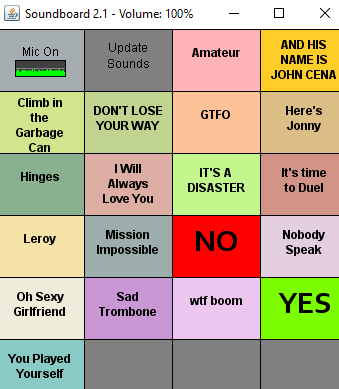 Soundboard 2.1 - Volume: 100%
Mic On
Update
Sounds
Amateur
AND HIS
NAME IS
JOHN CENA
Climb in
the
Garbage
Can
DON'T LOSE
YOUR WAY
GTFO
Here's
Jonny
Hinges
I Will
Always
Love You
IT'S A
DISASTER
It's time
to Duel
Leroy
Mission
Impossible
NO
Nobody
Speak
Oh Sexy
Girlfriend
Sad
Trombone
wtf boom
YES
You Played
Yourself